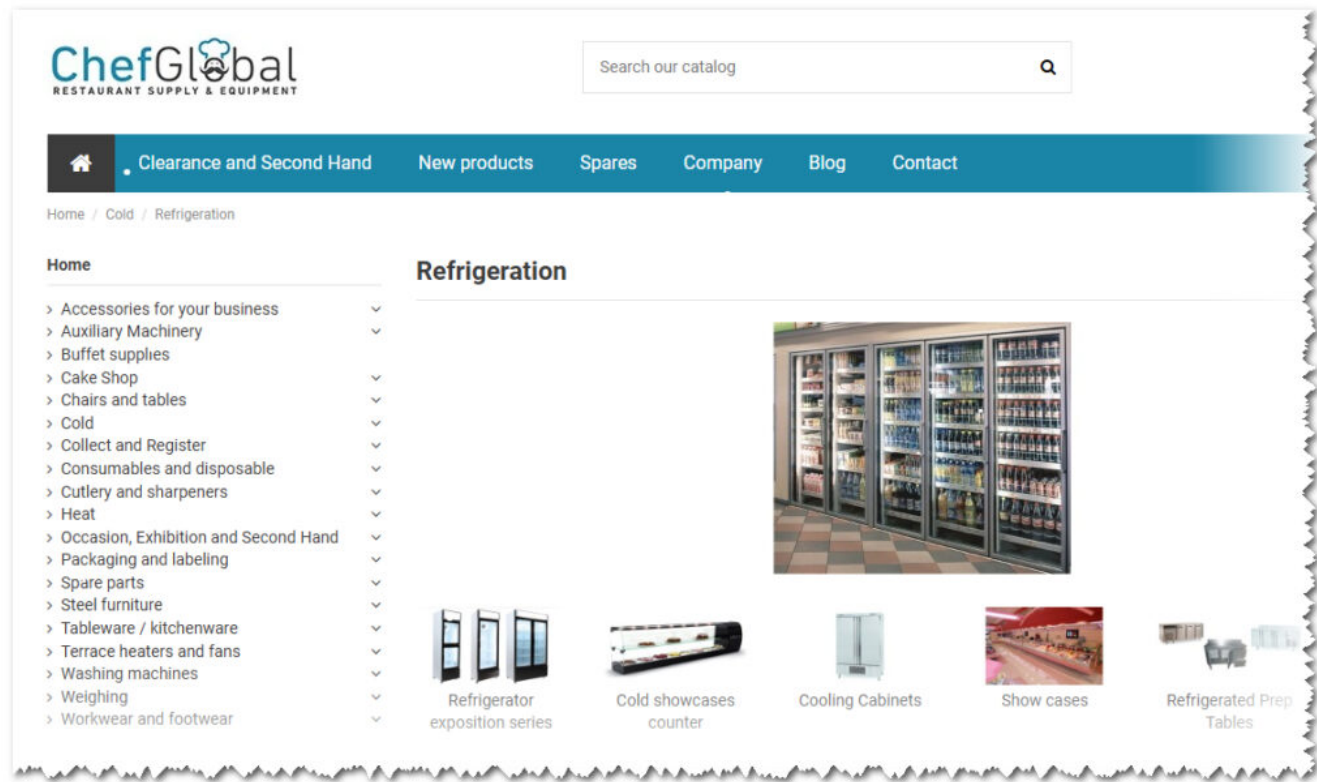 ChefGlobal
RESTAURANT SUPPLY & EQUIPMENT
Search our catalog
Clearance and Second Hand New products Spares Company Blog Contact
Home / Cold / Refrigeration
Home
Refrigeration
› Accessories for your business
› Auxiliary Machinery
› Buffet supplies
› Cake Shop
› Chairs and tables
› Cold
› Collect and Register
› Consumables and disposable
› Cutlery and sharpeners
› Heat
› Occasion, Exhibition and Second Hand
› Packaging and labeling
› Spare parts
› Steel furniture
› Tableware / kitchenware
› Terrace heaters and fans
› Washing machines
› Weighing
› Workwear and footwear
Refrigerator
exposition series
Cold showcases
counter
Cooling Cabinets
Show cases
Refrigerated Prep
Tables